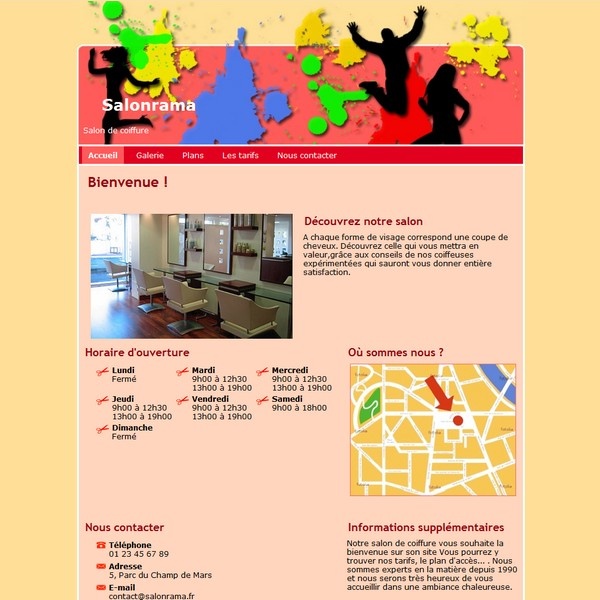 Salonrama
Salon de coiffure
Accueil Galerie Plans Les tarifs Nous contacter
Bienvenue !
Découvrez notre salon
A chaque forme de visage correspond une coupe de
cheveux. Découvrez celle qui vous mettra en
valeur,grâce aux conseils de nos coiffeuses
expérimentées qui sauront vous donner entière
satisfaction.
Horaire d'ouverture
Lundi
Fermé
Mardi
9h00 à 12h30
13h00 à 19h00
Mercredi
9h00 à 12h30
13h00 à 19h00
Jeudi
9h00 à 12h30
13h00 à 19h00
Vendredi
9h00 à 12h30
13h00 à 19h00
Samedi
9h00 à 18h00
Dimanche
Fermé
Où sommes nous ?
Nous contacter
Téléphone
01 23 45 67 89
Adresse
5, Parc du Champ de Mars
E-mail
contact@salonrama.fr
Informations supplémentaires
Notre salon de coiffure vous souhaite la
bienvenue sur son site Vous pourrez y
trouver nos tarifs, le plan d'accès... . Nous
sommes experts en la matière depuis 1990
et nous serons très heureux de vous
accueillir dans une ambiance chaleureuse.